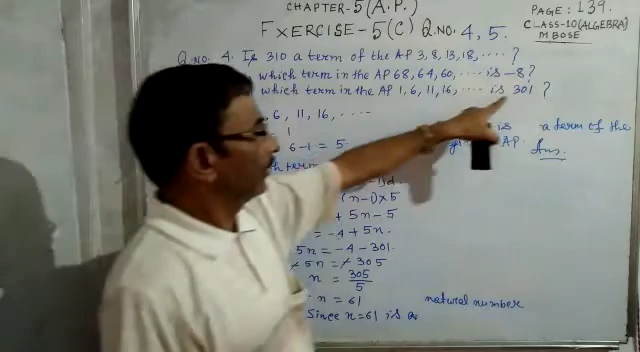 CHAPTER-5(A.P.)
PAGE: 139.
EXERCISE-5(C) Q.NO. 4, 5.
CLASS-10(ALGEBRA)
MBOSE
Q.NO. 4. Is 310 a term of the AP 3, 8, 13, 18, .... ?
which term in the AP 68, 64, 60, .... is -8?
which term in the AP 1, 6, 11, 16, .... is 301 ?
, 6, 11, 16, ....
1
is a term of the
6-1 = 5
AP.
term
Ans.
-1)d.
(n-1)×5
+ 5n - 5
= -4 + 5n.
5n = -4 - 301.
-5n = -305
n = 305/5
n = 61
natural number
Since n=61 is a